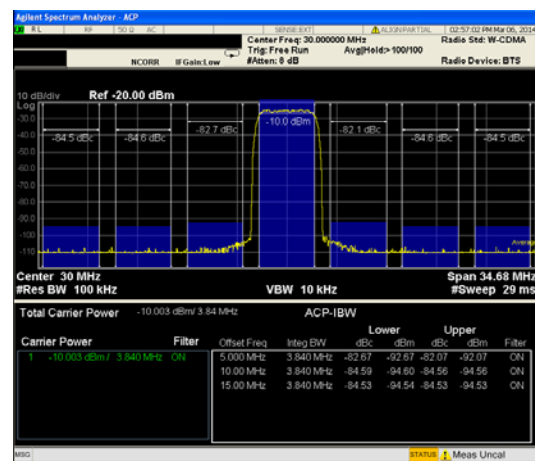 Agilent Spectrum Analyzer - ACP
RL RF 50 Ω AC SENSE:EXT ALIGN PARTIAL 02:57:02 PM Mar 06, 2014
Center Freq: 30.000000 MHz Radio Std: W-CDMA
Trig: Free Run Avg|Hold:> 100/100
NCORR IFGain:Low #Atten: 8 dB Radio Device: BTS
10 dB/div Ref -20.00 dBm
Log
-30.0
-10.0 dBm
-40.0
-84.5 dBc -84.6 dBc -82.7 dBc -82.1 dBc -84.6 dBc -84.5 dBc
-50.0
-60.0
-70.0
-80.0
-90.0
-100
Average
-110
Center 30 MHz Span 34.68 MHz
#Res BW 100 kHz VBW 10 kHz #Sweep 29 ms
Total Carrier Power -10.003 dBm/ 3.84 MHz ACP-IBW
Lower Upper
Carrier Power Filter Offset Freq Integ BW dBc dBm dBc dBm Filter
1 -10.003 dBm / 3.840 MHz ON 5.000 MHz 3.840 MHz -82.67 -92.67 -82.07 -92.07 ON
10.00 MHz 3.840 MHz -84.59 -94.60 -84.56 -94.56 ON
15.00 MHz 3.840 MHz -84.53 -94.54 -84.53 -94.53 ON
MSG STATUS Meas Uncal